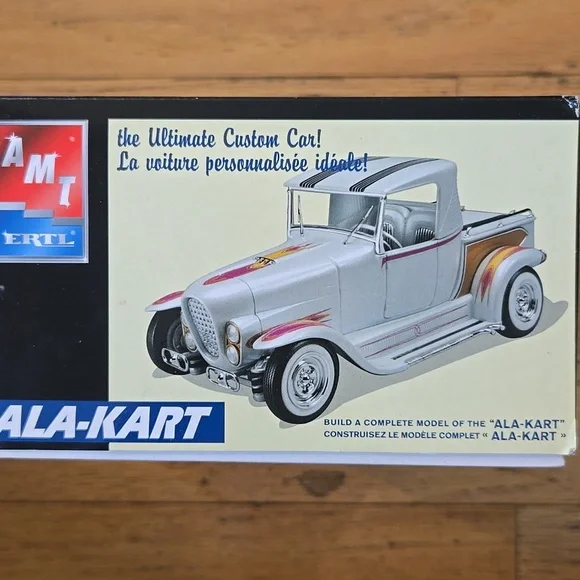 AMT
ERTL
the Ultimate Custom Car!
La voiture personnalisée idéale!
ALA-KART
BUILD A COMPLETE MODEL OF THE "ALA-KART"
CONSTRUISEZ LE MODÈLE COMPLET « ALA-KART »